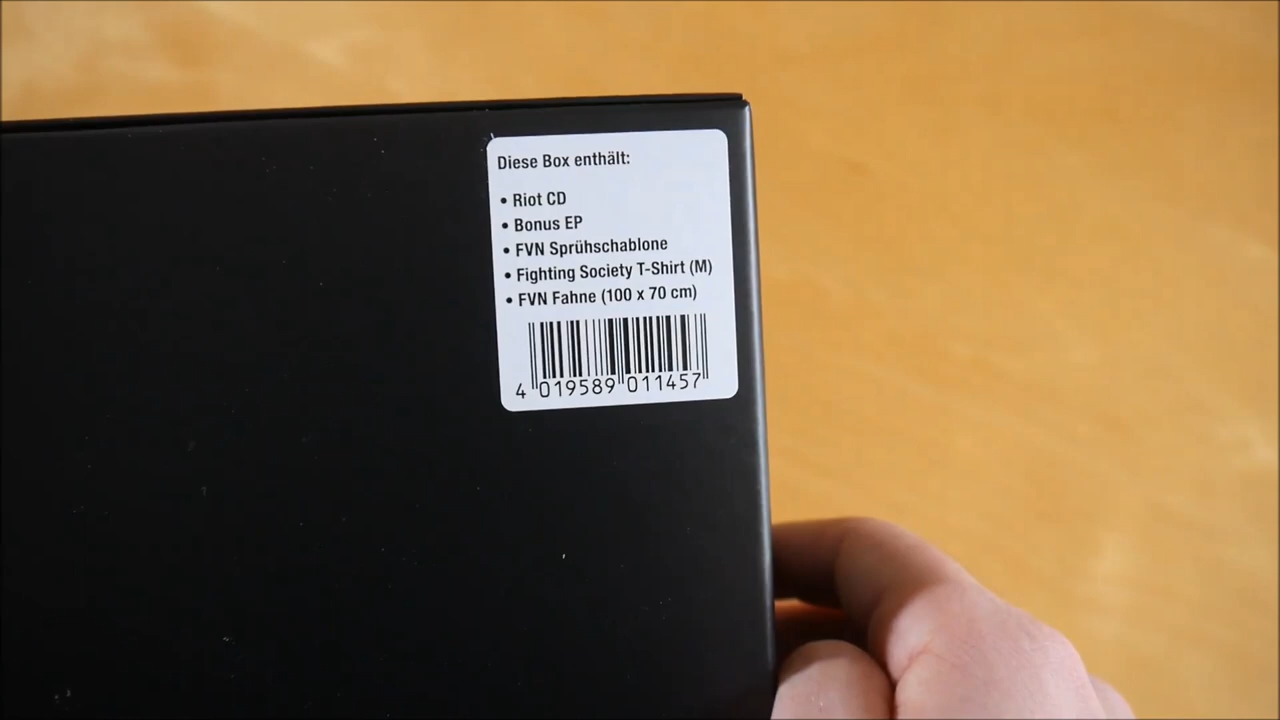 Diese Box enthält:
• Riot CD
• Bonus EP
• FVN Sprühschablone
• Fighting Society T-Shirt (M)
• FVN Fahne (100 x 70 cm)
4 019589 011457